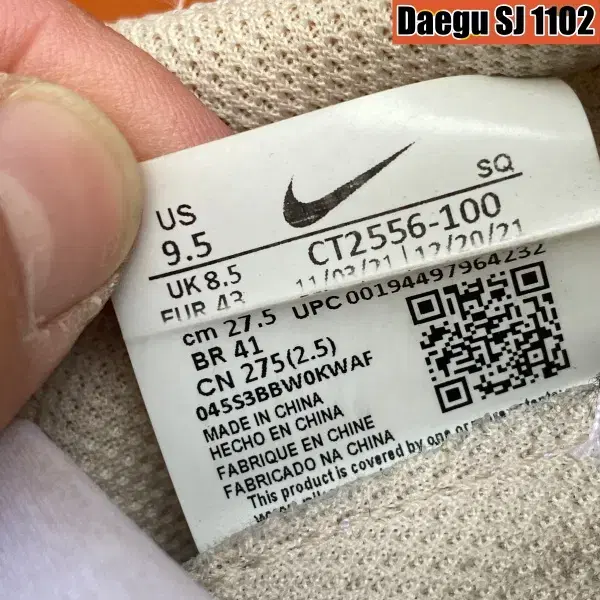 Daegu SJ 1102
US
9.5
SQ
UK 8.5
CT2556-100
EUR 43
11/03/21 | 12/20/21
cm 27.5
UPC 00194497964232
BR 41
CN 275(2.5)
045S3BBW0KWAF
MADE IN CHINA
HECHO EN CHINA
FABRIQUE EN CHINE
FABRICADO NA CHINA
This product is covered by one or